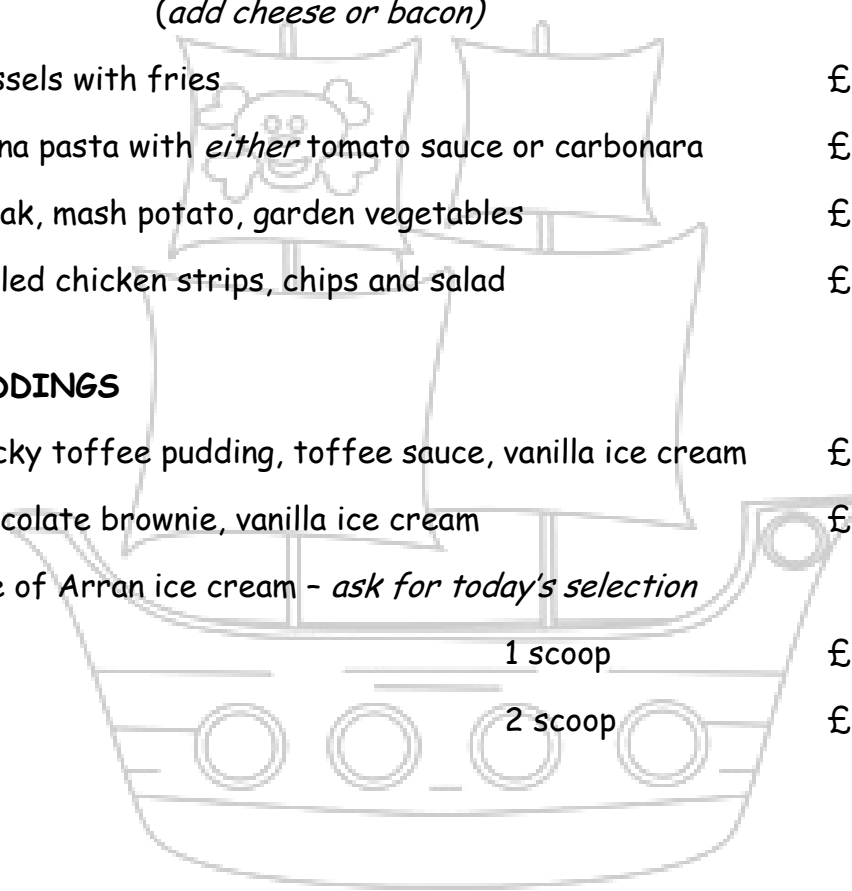 (add cheese or bacon)
ssels with fries £
na pasta with either tomato sauce or carbonara £
ak, mash potato, garden vegetables £
led chicken strips, chips and salad £
DDINGS
cky toffee pudding, toffee sauce, vanilla ice cream £
colate brownie, vanilla ice cream £
e of Arran ice cream – ask for today's selection
1 scoop £
2 scoop £